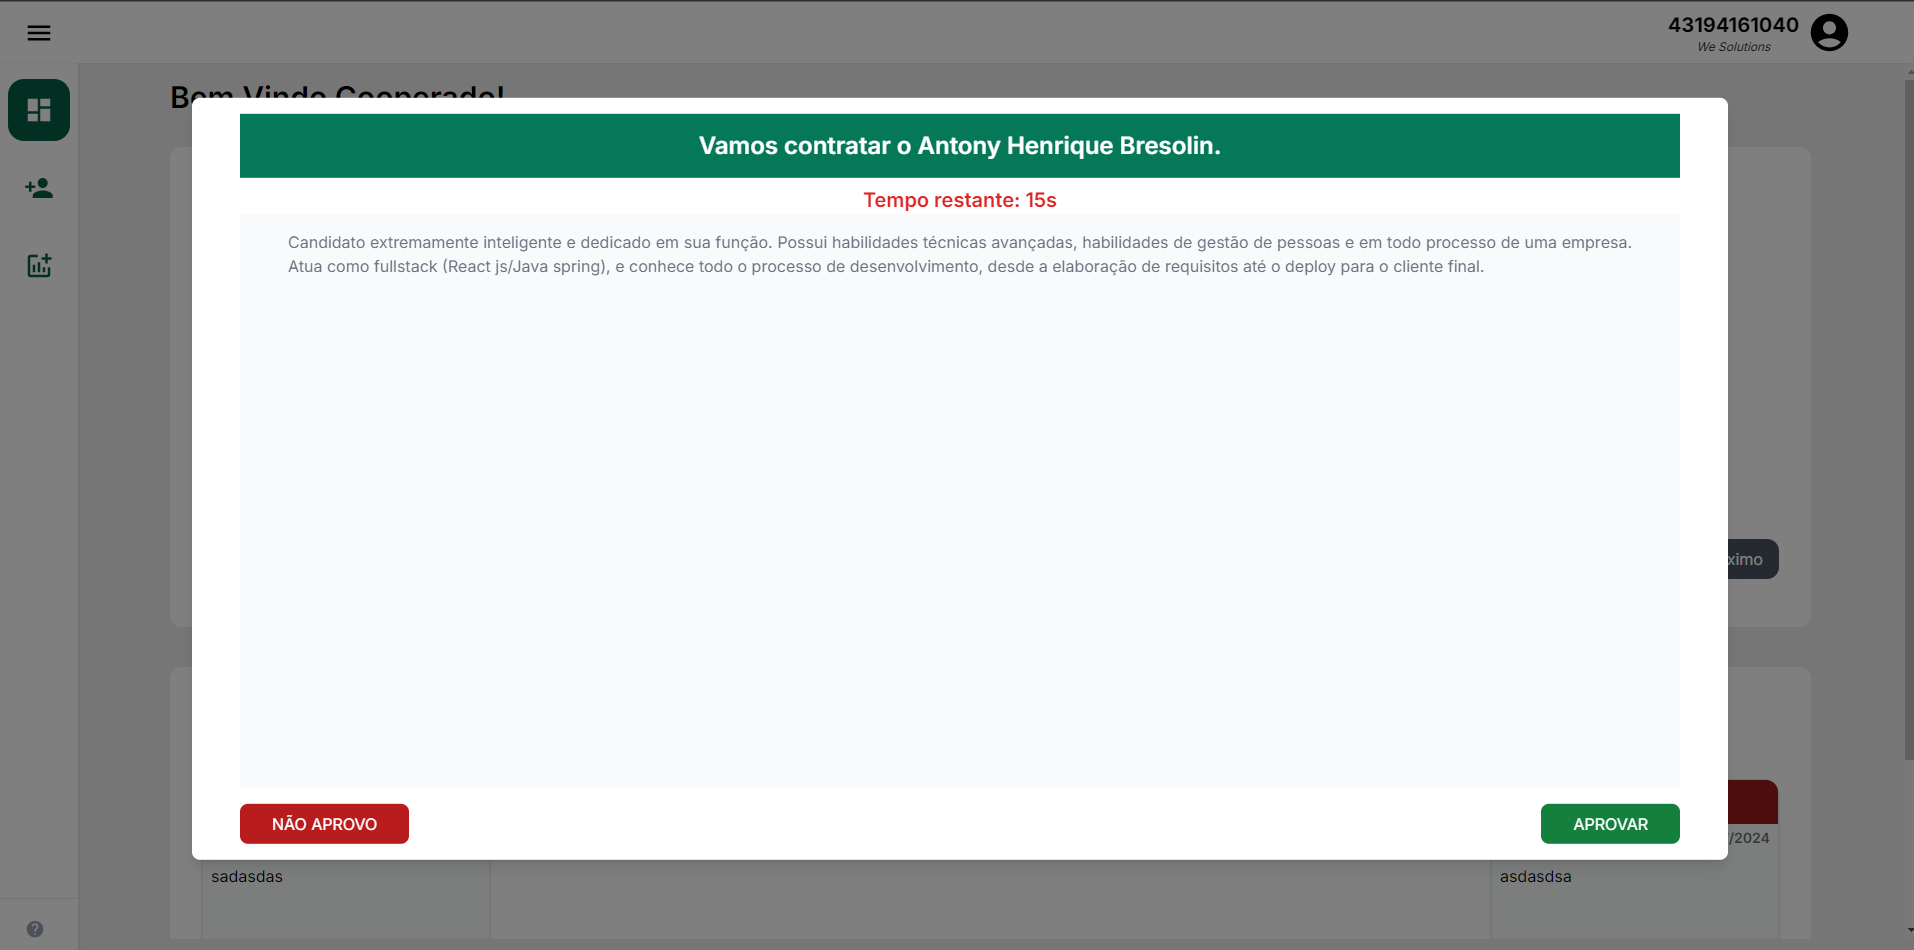 43194161040
We Solutions
Bem Vindo Cooperado!
Vamos contratar o Antony Henrique Bresolin.
Tempo restante: 15s
Candidato extremamente inteligente e dedicado em sua função. Possui habilidades técnicas avançadas, habilidades de gestão de pessoas e em todo processo de uma empresa.
Atua como fullstack (React js/Java spring), e conhece todo o processo de desenvolvimento, desde a elaboração de requisitos até o deploy para o cliente final.
ximo
NÃO APROVO
APROVAR
/2024
sadasdas
asdasdsa